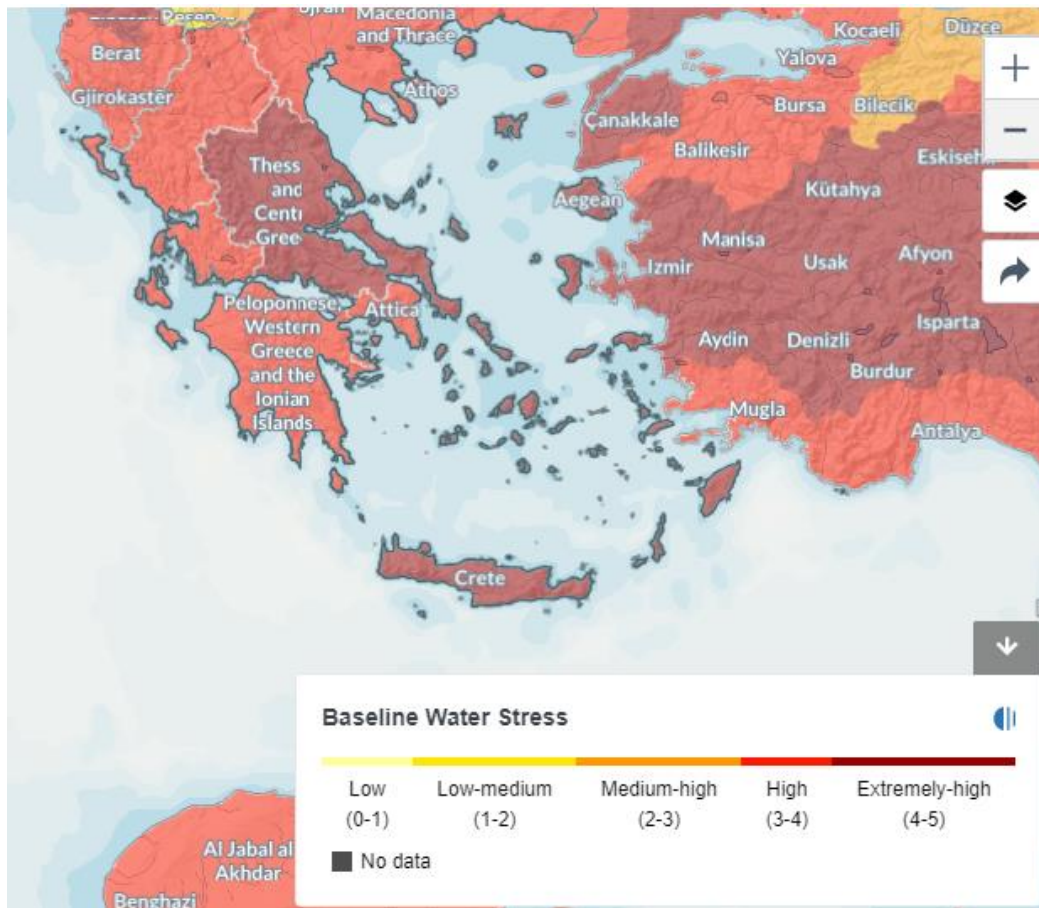 Macedonia
and Thrace
Kocaeli
Düzce
Berat
Yalova
Athos
Gjirokastër
Bursa
Bilecik
Çanakkale
Balikesir
Thess
and
Centr
Gree
Aegean
Kütahya
Manisa
Izmir
Usak
Afyon
Isparta
Peloponnese,
Western
Greece
and the
Ionian
Islands
Attica
Aydin
Denizli
Burdur
Mugla
Antalya
Crete
Baseline Water Stress
Low
(0-1)
Low-medium
(1-2)
Medium-high
(2-3)
High
(3-4)
Extremely-high
(4-5)
No data
Al Jabal al
Akhdar
Benghazi